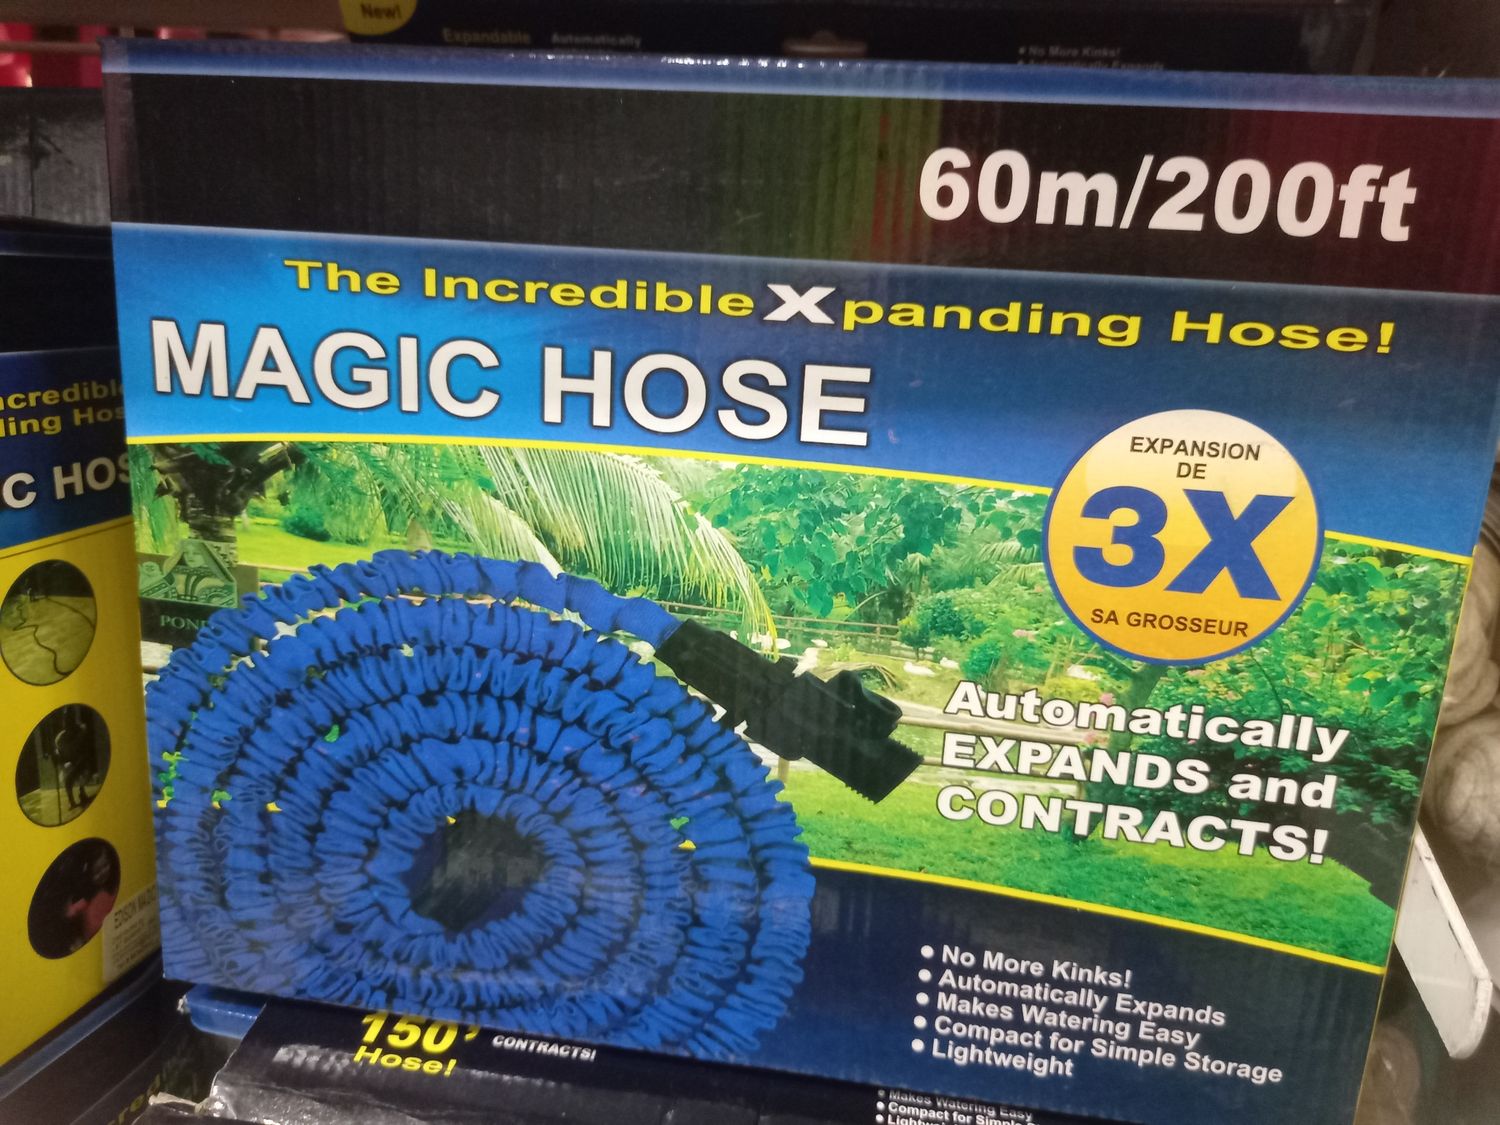 New!
Expandable Automatically
No More Kinks!
Automatically Expands
60m/200ft
The Incredible Xpanding Hose!
MAGIC HOSE
EXPANSION
DE
3X
SA GROSSEUR
Automatically
EXPANDS and
CONTRACTS!
• No More Kinks!
• Automatically Expands
• Makes Watering Easy
• Compact for Simple Storage
• Lightweight
C HOS
150'
Hose!
CONTRACTS!
Makes Watering Easy
Compact for